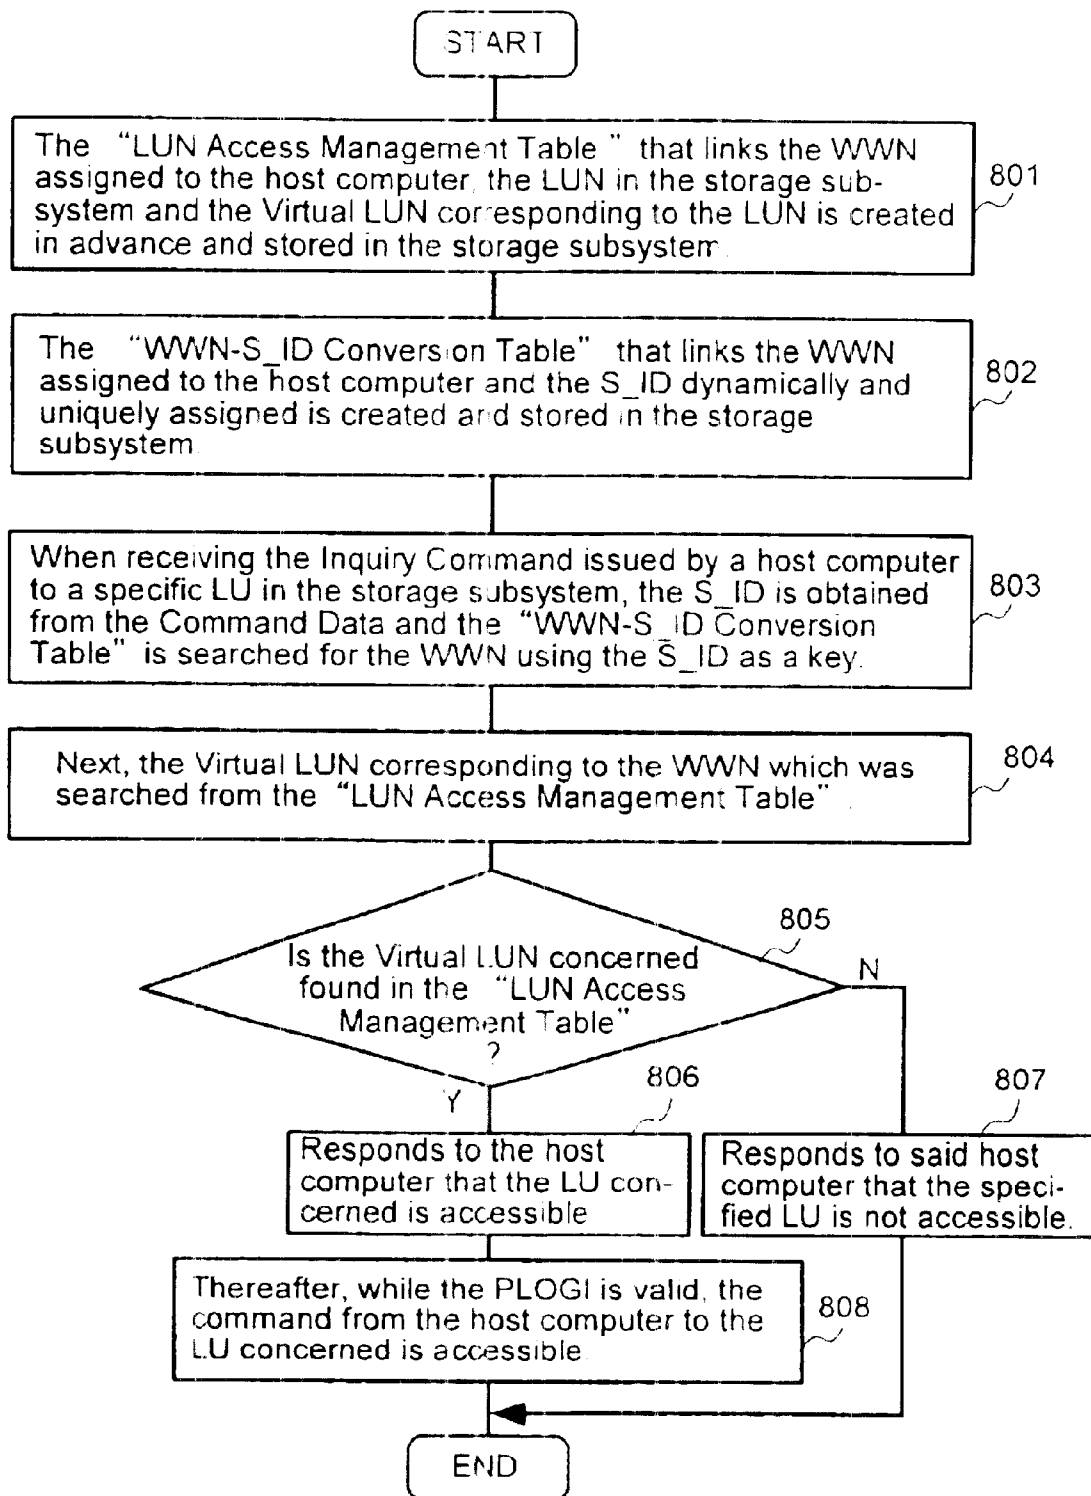 START
The “LUN Access Management Table” that links the WWN
assigned to the host computer, the LUN in the storage sub-
system and the Virtual LUN corresponding to the LUN is created
in advance and stored in the storage subsystem
801
The “WWN-S_ID Conversion Table” that links the WWN
assigned to the host computer and the S_ID dynamically and
uniquely assigned is created and stored in the storage
subsystem
802
When receiving the Inquiry Command issued by a host computer
to a specific LU in the storage subsystem, the S_ID is obtained
from the Command Data and the “WWN-S_ID Conversion
Table” is searched for the WWN using the S_ID as a key.
803
Next, the Virtual LUN corresponding to the WWN which was
searched from the “LUN Access Management Table”.
804
805
Is the Virtual LUN concerned
found in the “LUN Access
Management Table”
?
N
Y
806
Responds to the host
computer that the LU con-
cerned is accessible
807
Responds to said host
computer that the speci-
fied LU is not accessible.
Thereafter, while the PLOGI is valid, the
command from the host computer to the
LU concerned is accessible
808
END